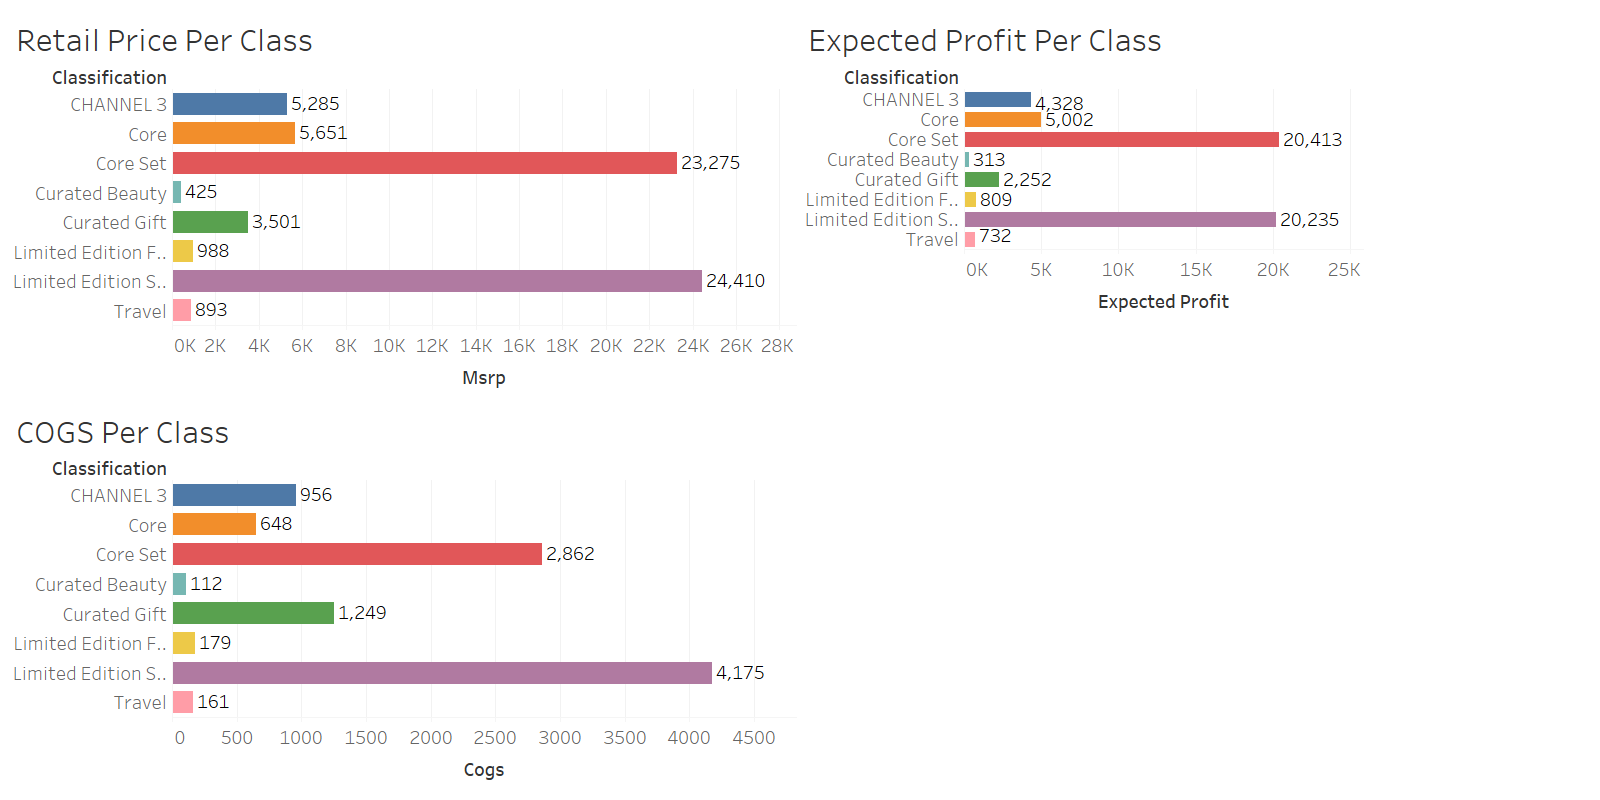 Retail Price Per Class
Classification
CHANNEL 3 5,285
Core 5,651
Core Set 23,275
Curated Beauty 425
Curated Gift 3,501
Limited Edition F.. 988
Limited Edition S.. 24,410
Travel 893
0K 2K 4K 6K 8K 10K 12K 14K 16K 18K 20K 22K 24K 26K 28K
Msrp
Expected Profit Per Class
Classification
CHANNEL 3 4,328
Core 5,002
Core Set 20,413
Curated Beauty 313
Curated Gift 2,252
Limited Edition F.. 809
Limited Edition S.. 20,235
Travel 732
0K 5K 10K 15K 20K 25K
Expected Profit
COGS Per Class
Classification
CHANNEL 3 956
Core 648
Core Set 2,862
Curated Beauty 112
Curated Gift 1,249
Limited Edition F.. 179
Limited Edition S.. 4,175
Travel 161
0 500 1000 1500 2000 2500 3000 3500 4000 4500
Cogs